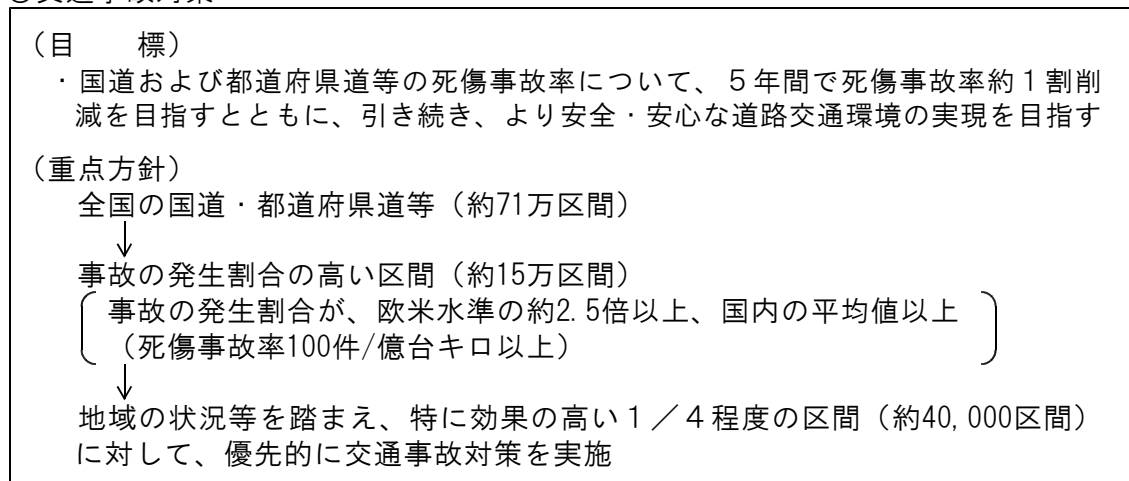 （目　　標）
・国道および都道府県道等の死傷事故率について、５年間で死傷事故率約１割削
減を目指すとともに、引き続き、より安全・安心な道路交通環境の実現を目指す
（重点方針）
全国の国道・都道府県道等（約71万区間）
↓
事故の発生割合の高い区間（約15万区間）
事故の発生割合が、欧米水準の約2.5倍以上、国内の平均値以上
（死傷事故率100件/億台キロ以上）
↓
地域の状況等を踏まえ、特に効果の高い１／４程度の区間（約40,000区間）
に対して、優先的に交通事故対策を実施